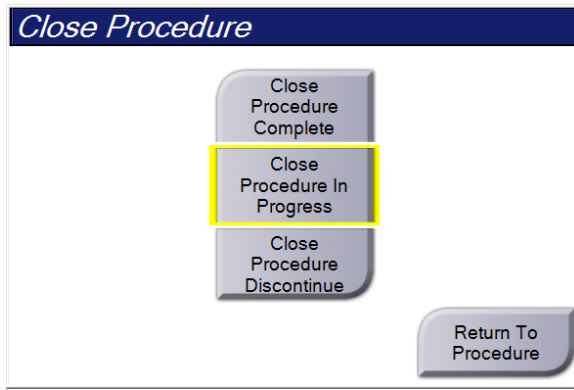 Close Procedure
Close
Procedure
Complete
Close
Procedure In
Progress
Close
Procedure
Discontinue
Return To
Procedure